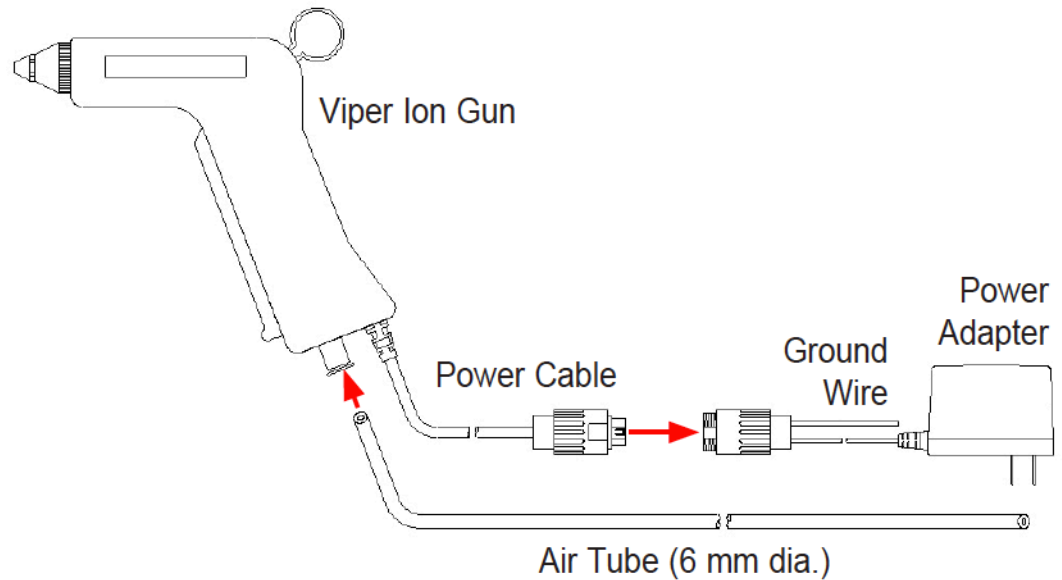 Viper Ion Gun
Power
Adapter
Ground
Wire
Power Cable
Air Tube (6 mm dia.)